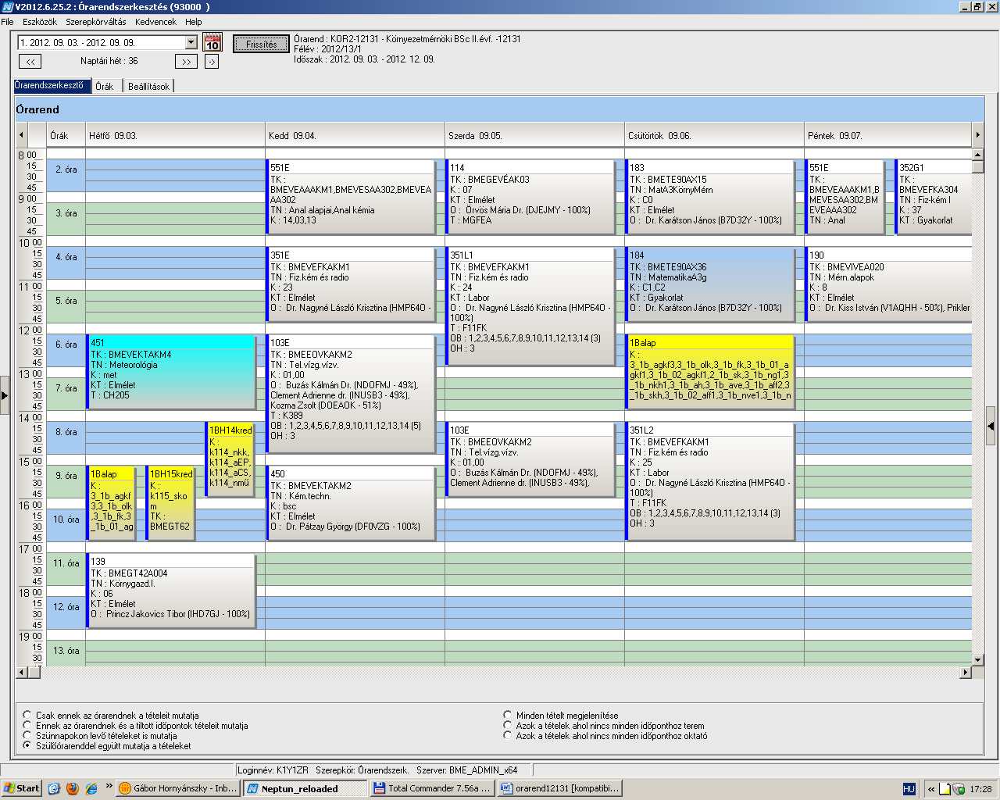 V2012.6.25.2 : Órarendszerkesztés (93000 )
File Eszközök Szerepkörváltás Kedvencek Help
1. 2012. 09. 03. - 2012. 09. 09.
10
Frissítés
<< Naptári hét : 36 >> ->
Órarend : KOR2-12131 - Környezetmérnöki BSc II.évf. -12131
Félév : 2012/13/1
Időszak : 2012. 09. 03. - 2012. 12. 09.
Órarendszerkesztő Órák Beállítások
Órarend
Órák Hétfő 09.03. Kedd 09.04. Szerda 09.05. Csütörtök 09.06. Péntek 09.07.
8 00
15
30
45
9 00
15
30
45
10 00
15
30
45
11 00
15
30
45
12 00
15
30
45
13 00
15
30
45
14 00
15
30
45
15 00
15
30
45
16 00
15
30
45
17 00
15
30
45
18 00
15
30
45
19 00
15
30
2. óra
3. óra
4. óra
5. óra
6. óra
7. óra
8. óra
9. óra
10. óra
11. óra
12. óra
13. óra
451
TK : BMEVEKTAKM4
TN : Meteorológia
K : met
KT : Elmélet
T : CH205
1BH14kred
K :
k114_nkk,
k114_aEP,
k114_aCS,
k114_nmű
1Balap
K :
3_1b_agkf
3,3_1b_olk
,3_1b_fk,3
_1b_01_ag
1BH15kred
K :
k115_sko
m
TK :
BMEGT62
139
TK : BMEGT42A004
TN : Környgazd.I.
K : 06
KT : Elmélet
O : Princz Jakovics Tibor (IHD7GJ - 100%)
551E
TK :
BMEVEAAAKM1,BMEVESAA302,BMEVEA
AA302
TN : Anal alapjai,Anal kémia
K : 14,03,13
351E
TK : BMEVEFKAKM1
TN : Fiz.kém és radio
K : 23
KT : Elmélet
O : Dr. Nagyné László Krisztina (HMP64O -
103E
TK : BMEEOVKAKM2
TN : Tel.vízg.vízv.
K : 01,00
O : Buzás Kálmán Dr. (NDOFMJ - 49%),
Clement Adrienne dr. (INUSB3 - 49%),
Kozma Zsolt (DOEAOK - 51%)
T : K389
OB : 1,2,3,4,5,6,7,8,9,10,11,12,13,14 (5)
OH : 3
450
TK : BMEVEKTAKM2
TN : Kém.techn.
K : bsc
KT : Elmélet
O : Dr. Pátzay György (DF0VZG - 100%)
114
TK : BMEGEVÉAK03
K : 07
KT : Elmélet
O : Örvös Mária Dr. (DJEJMY - 100%)
T : MGFEA
351L1
TK : BMEVEFKAKM1
TN : Fiz.kém és radio
K : 24
KT : Labor
O : Dr. Nagyné László Krisztina (HMP64O -
100%)
T : F11FK
OB : 1,2,3,4,5,6,7,8,9,10,11,12,13,14 (3)
OH : 3
103E
TK : BMEEOVKAKM2
TN : Tel.vízg.vízv.
K : 01,00
O : Buzás Kálmán Dr. (NDOFMJ - 49%),
Clement Adrienne dr. (INUSB3 - 49%),
183
TK : BMETE90AX15
TN : MatA3KörnyMérn
K : C0
KT : Elmélet
O : Dr. Karátson János (B7D32Y - 100%)
184
TK : BMETE90AX36
TN : MatematikaA3g
K : C1,C2
KT : Gyakorlat
O : Dr. Karátson János (B7D32Y - 100%)
1Balap
K :
3_1b_agkf3,3_1b_olk,3_1b_fk,3_1b_01_a
gkf1,3_1b_02_agkf1,2_1b_sk,3_1b_ng1,3
_1b_nkh1,3_1b_ah,3_1b_ave,3_1b_aff2,3
_1b_skh,3_1b_02_aff1,3_1b_nve1,3_1b_n
351L2
TK : BMEVEFKAKM1
TN : Fiz.kém és radio
K : 25
KT : Labor
O : Dr. Nagyné László Krisztina (HMP64O -
100%)
T : F11FK
OB : 1,2,3,4,5,6,7,8,9,10,11,12,13,14 (3)
OH : 3
551E
TK :
BMEVEAAAKM1,B
MEVESAA302,BM
EVEAAA302
TN : Anal
352G1
TK :
BMEVEFKA304
TN : Fiz-kém I
K : 37
KT : Gyakorlat
190
TK : BMEVIVEA020
TN : Mérn.alapok
K : 8
KT : Elmélet
O : Dr. Kiss István (V1AQHH - 50%), Prikler
Csak ennek az órarendnek a tételeit mutatja
Ennek az órarendnek és a tiltott időpontok tételeit mutatja
Szünnapokon levő tételeket is mutatja
Szülőórarenddel együtt mutatja a tételeket
Minden tételt megjelenítése
Azok a tételek ahol nincs minden időponthoz terem
Azok a tételek ahol nincs minden időponthoz oktató
Loginnév: K1Y1ZR Szerepkör: Órarendszerk. Szerver: BME_ADMIN_x64
Start » Gábor Hornyánszky - Inb... Neptun_reloaded Total Commander 7.56a ... orarend12131 [kompatibi... HU « 17:28